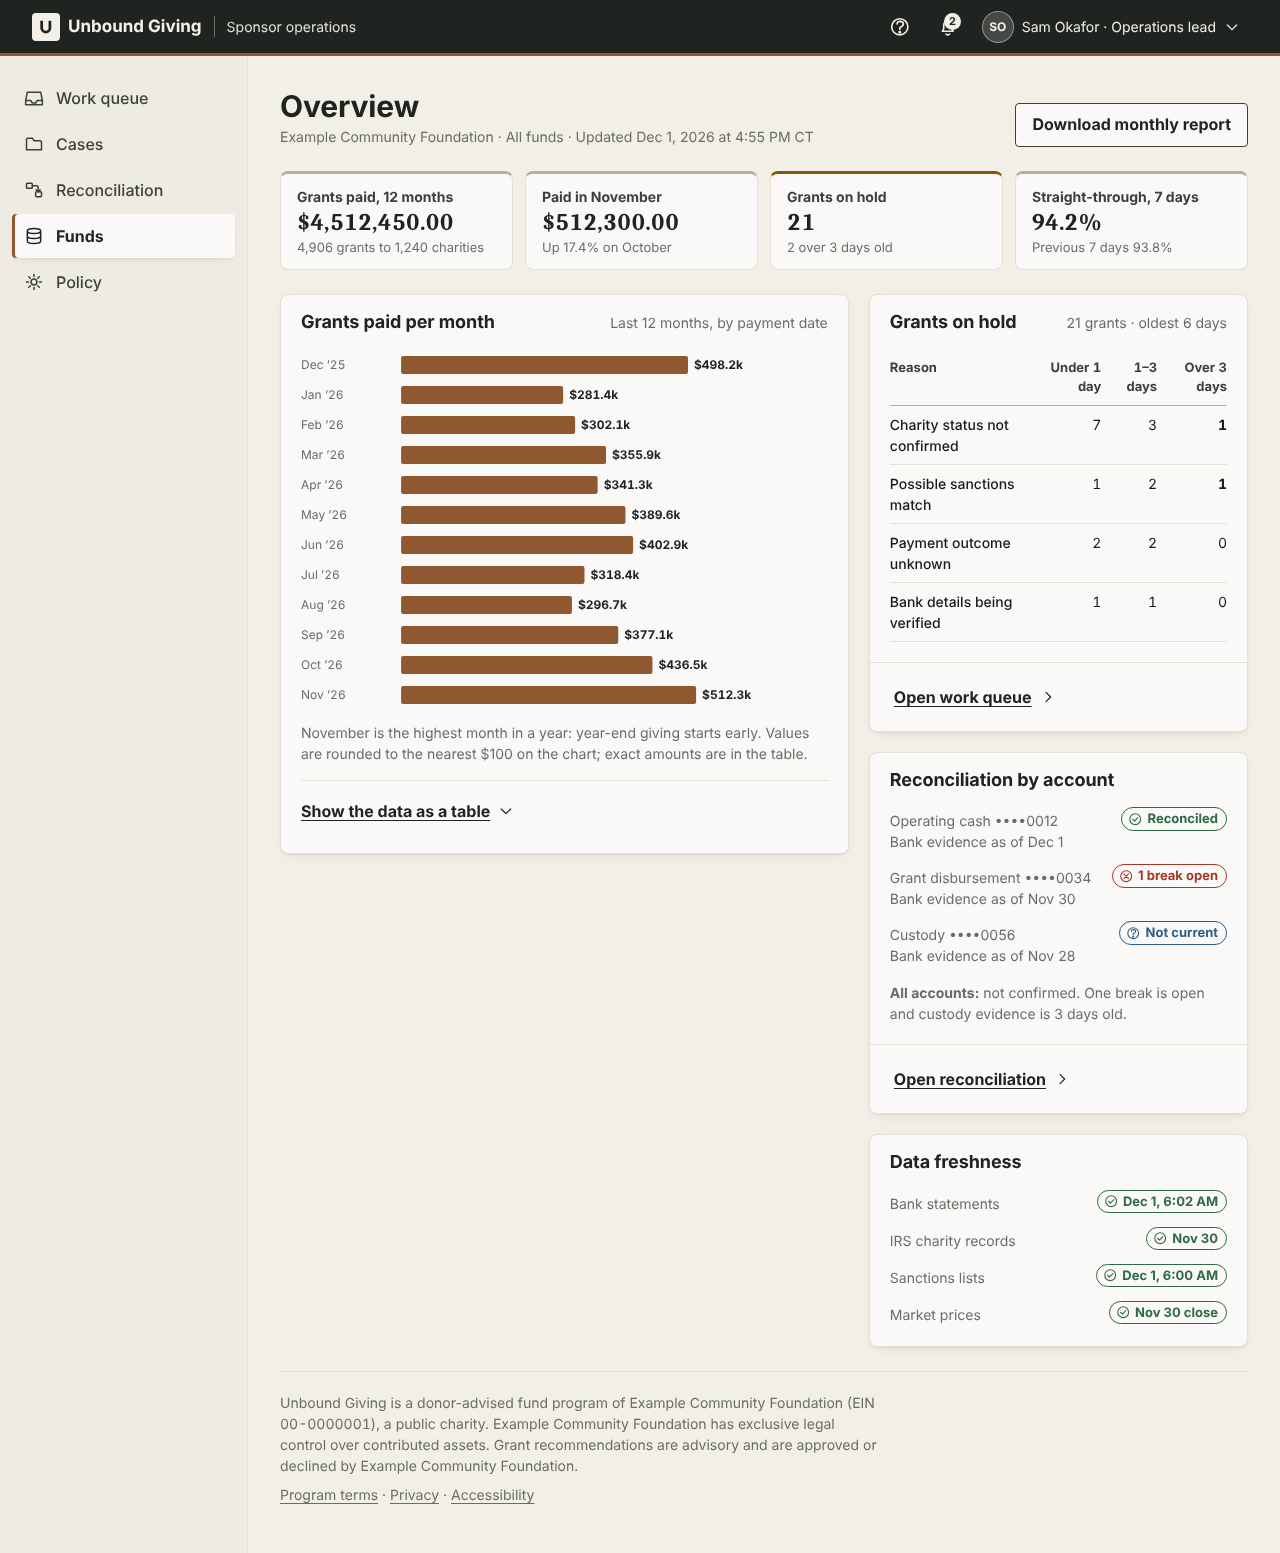 U Unbound Giving Sponsor operations 2 SO Sam Okafor · Operations lead
Work queue
Cases
Reconciliation
Funds
Policy
Overview
Example Community Foundation · All funds · Updated Dec 1, 2026 at 4:55 PM CT
Download monthly report
Grants paid, 12 months
$4,512,450.00
4,906 grants to 1,240 charities
Paid in November
$512,300.00
Up 17.4% on October
Grants on hold
21
2 over 3 days old
Straight-through, 7 days
94.2%
Previous 7 days 93.8%
Grants paid per month Last 12 months, by payment date
Dec ’25 $498.2k
Jan ’26 $281.4k
Feb ’26 $302.1k
Mar ’26 $355.9k
Apr ’26 $341.3k
May ’26 $389.6k
Jun ’26 $402.9k
Jul ’26 $318.4k
Aug ’26 $296.7k
Sep ’26 $377.1k
Oct ’26 $436.5k
Nov ’26 $512.3k
November is the highest month in a year: year-end giving starts early. Values
are rounded to the nearest $100 on the chart; exact amounts are in the table.
Show the data as a table
Grants on hold 21 grants · oldest 6 days
Reason Under 1 1–3 Over 3
day days days
Charity status not 7 3 1
confirmed
Possible sanctions 1 2 1
match
Payment outcome 2 2 0
unknown
Bank details being 1 1 0
verified
Open work queue
Reconciliation by account
Operating cash ••••0012 Reconciled
Bank evidence as of Dec 1
Grant disbursement ••••0034 1 break open
Bank evidence as of Nov 30
Custody ••••0056 Not current
Bank evidence as of Nov 28
All accounts: not confirmed. One break is open
and custody evidence is 3 days old.
Open reconciliation
Data freshness
Bank statements Dec 1, 6:02 AM
IRS charity records Nov 30
Sanctions lists Dec 1, 6:00 AM
Market prices Nov 30 close
Unbound Giving is a donor-advised fund program of Example Community Foundation (EIN
00-0000001), a public charity. Example Community Foundation has exclusive legal
control over contributed assets. Grant recommendations are advisory and are approved or
declined by Example Community Foundation.
Program terms · Privacy · Accessibility